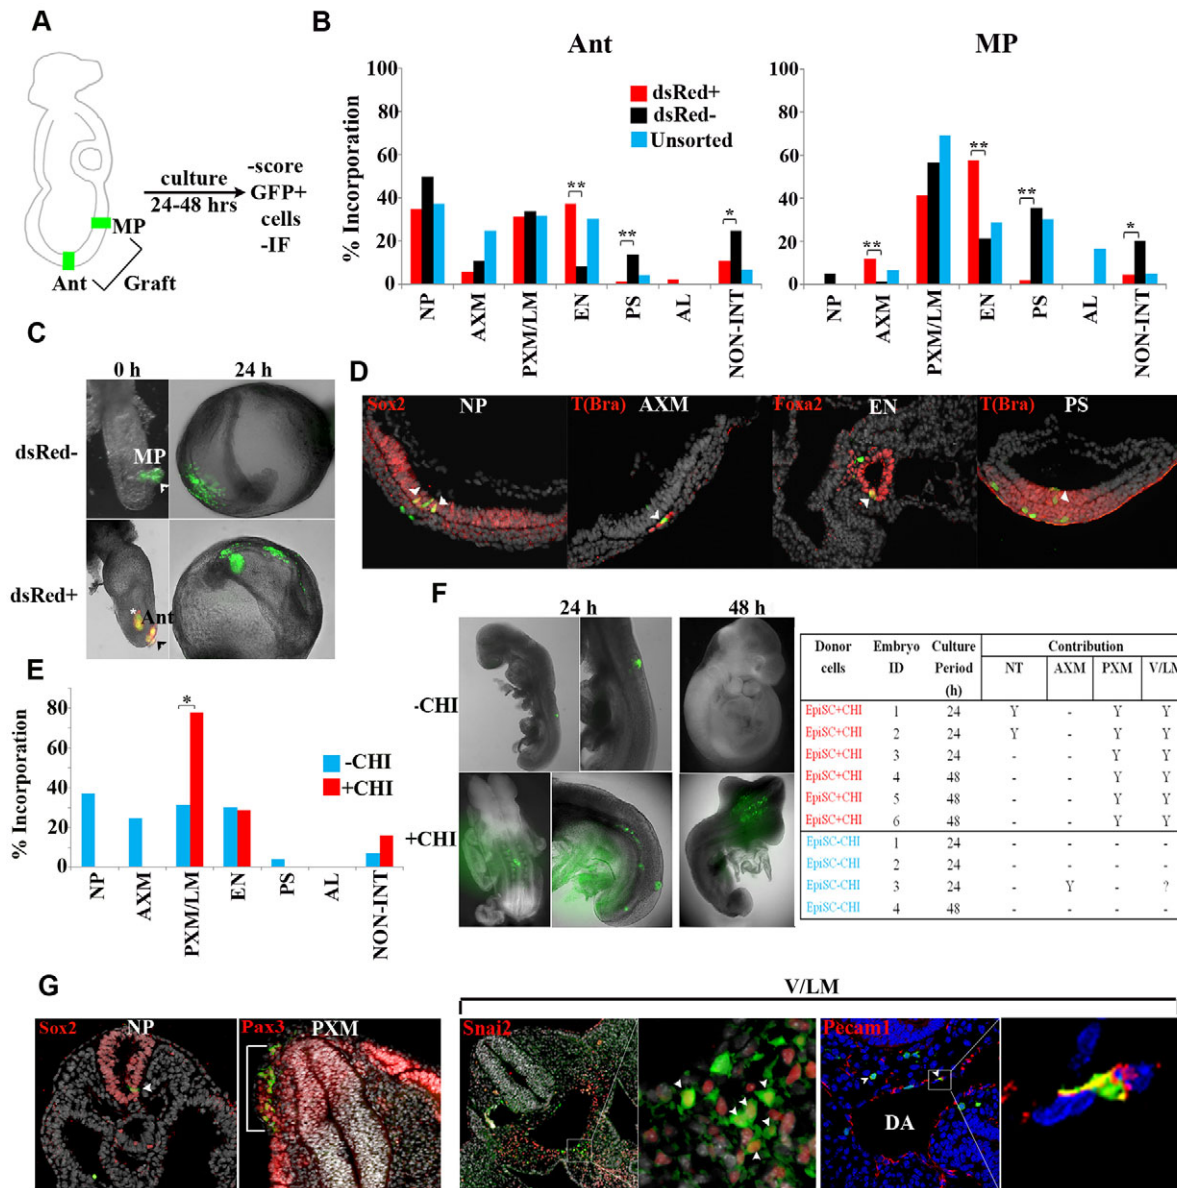 A
MP
Ant
Graft
culture
24-48 hrs
-score
GFP+
cells
-IF
B
Ant
MP
% Incorporation
100
80
60
40
20
0
dsRed+
dsRed-
Unsorted
**
**
*
NP
AXM
PXM/LM
EN
PS
AL
NON-INT
100
80
60
40
20
0
**
**
**
*
NP
AXM
PXM/LM
EN
PS
AL
NON-INT
C
0 h
24 h
dsRed-
MP
dsRed+
*
Ant
D
Sox2
NP
T(Bra)
AXM
Foxa2
EN
T(Bra)
PS
E
% Incorporation
80
60
40
20
0
*
-CHI
+CHI
NP
AXM
PXM/LM
EN
PS
AL
NON-INT
F
24 h
48 h
-CHI
+CHI
Donor cells Embryo ID Culture Period (h) Contribution
NT AXM PXM V/LM
EpiSC+CHI 1 24 Y - Y Y
EpiSC+CHI 2 24 Y - Y Y
EpiSC+CHI 3 24 - - Y Y
EpiSC+CHI 4 48 - - Y Y
EpiSC+CHI 5 48 - - Y Y
EpiSC+CHI 6 48 - - Y Y
EpiSC-CHI 1 24 - - - -
EpiSC-CHI 2 24 - - - -
EpiSC-CHI 3 24 - Y - ?
EpiSC-CHI 4 48 - - - -
G
V/LM
Sox2
NP
Pax3
PXM
Snai2
Pecam1
DA